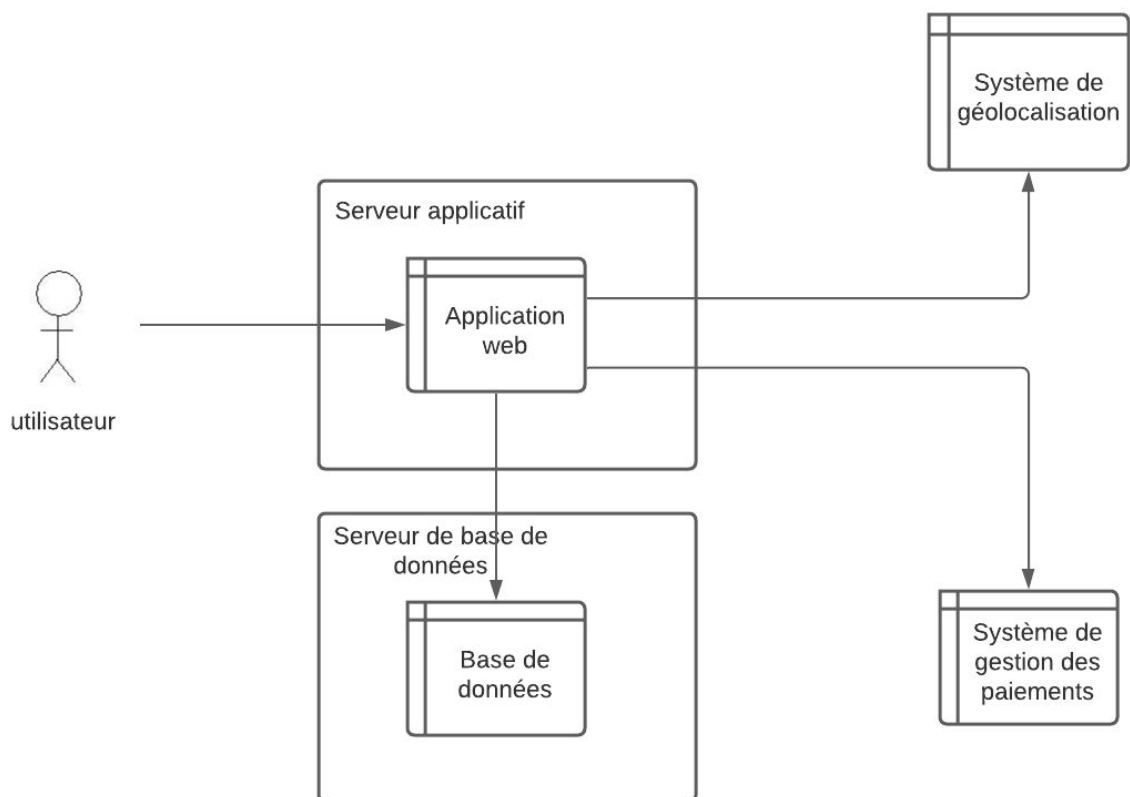 Système de
géolocalisation
Serveur applicatif
Application
web
utilisateur
Serveur de base de
données
Base de
données
Système de
gestion des
paiements